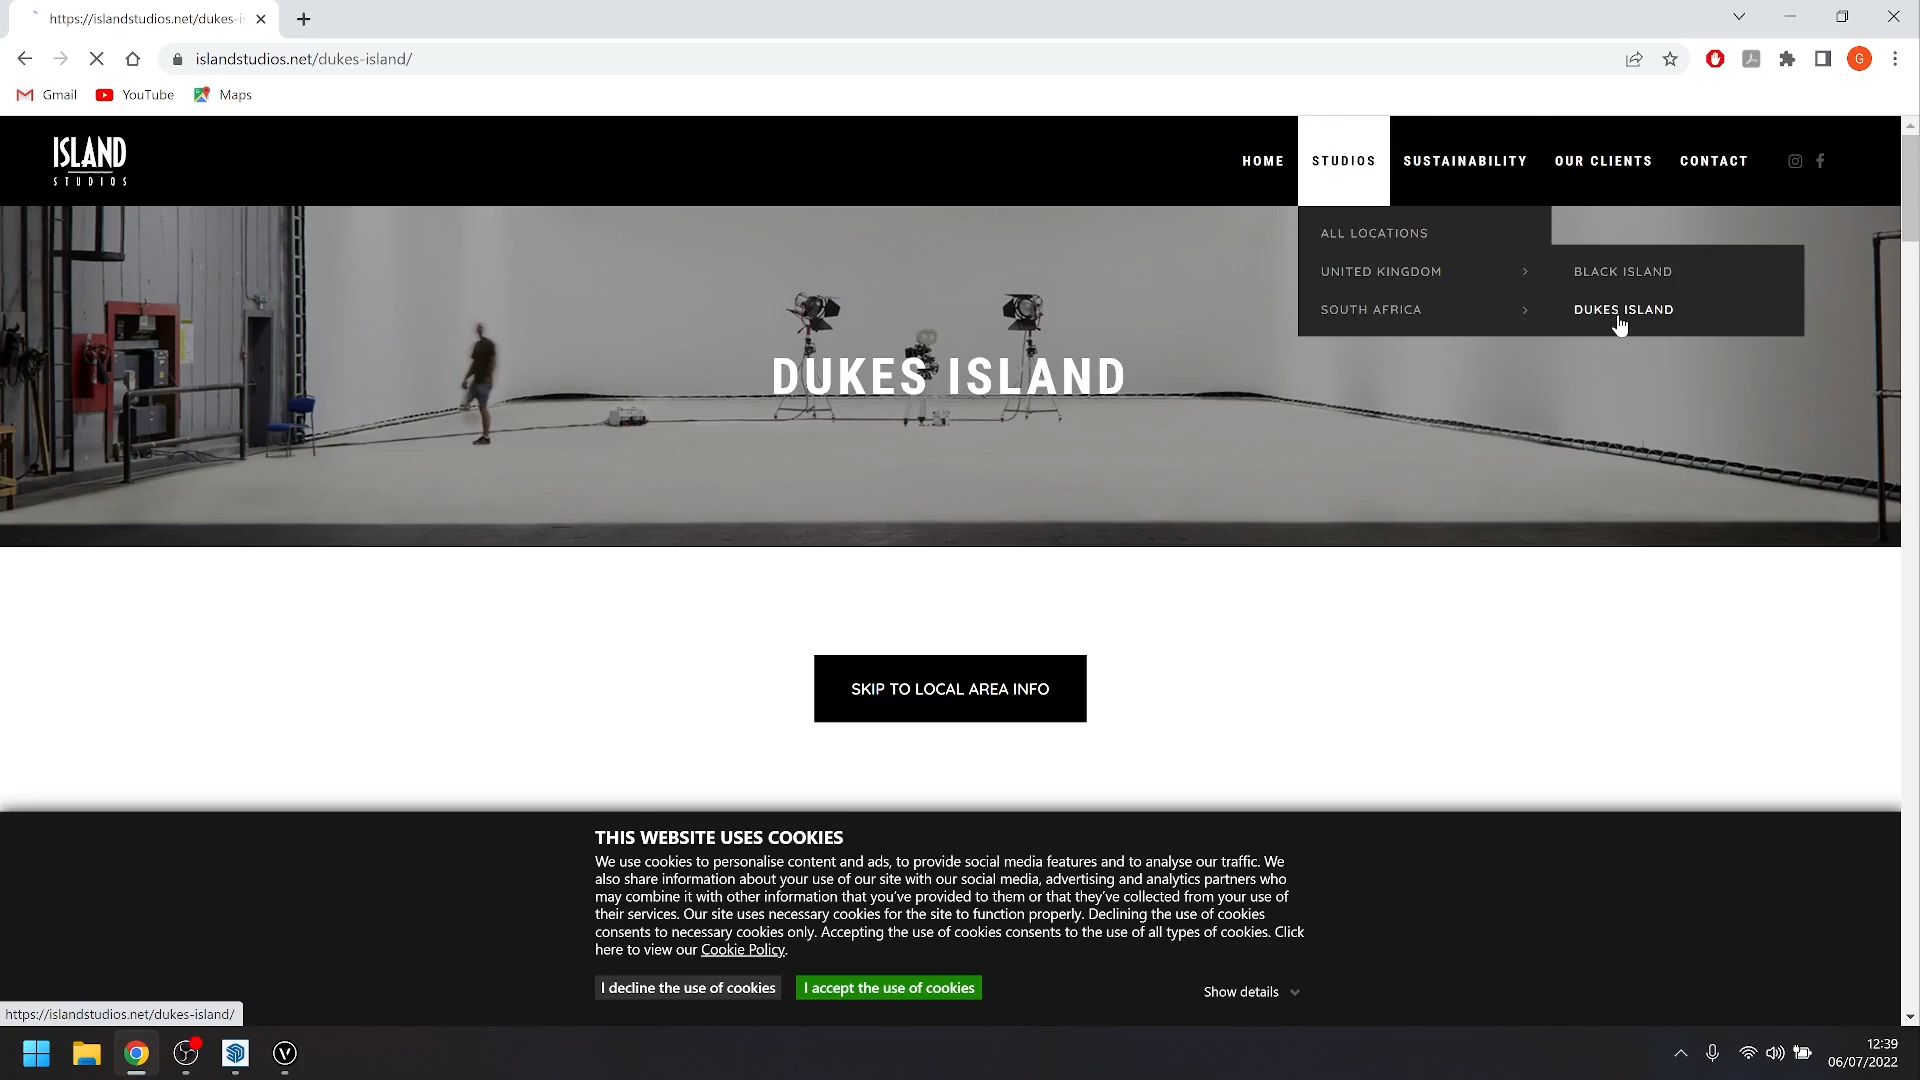 https://islandstudios.net/dukes-i
islandstudios.net/dukes-island/
G
Gmail
YouTube
Maps
ISLAND
STUDIOS
HOME
STUDIOS
SUSTAINABILITY
OUR CLIENTS
CONTACT
ALL LOCATIONS
UNITED KINGDOM
BLACK ISLAND
SOUTH AFRICA
DUKES ISLAND
DUKES ISLAND
SKIP TO LOCAL AREA INFO
THIS WEBSITE USES COOKIES
We use cookies to personalise content and ads, to provide social media features and to analyse our traffic. We
also share information about your use of our site with our social media, advertising and analytics partners who
may combine it with other information that you've provided to them or that they've collected from your use of
their services. Our site uses necessary cookies for the site to function properly. Declining the use of cookies
consents to necessary cookies only. Accepting the use of cookies consents to the use of all types of cookies. Click
here to view our Cookie Policy.
I decline the use of cookies
I accept the use of cookies
Show details
https://islandstudios.net/dukes-island/
V
12:39
06/07/2022